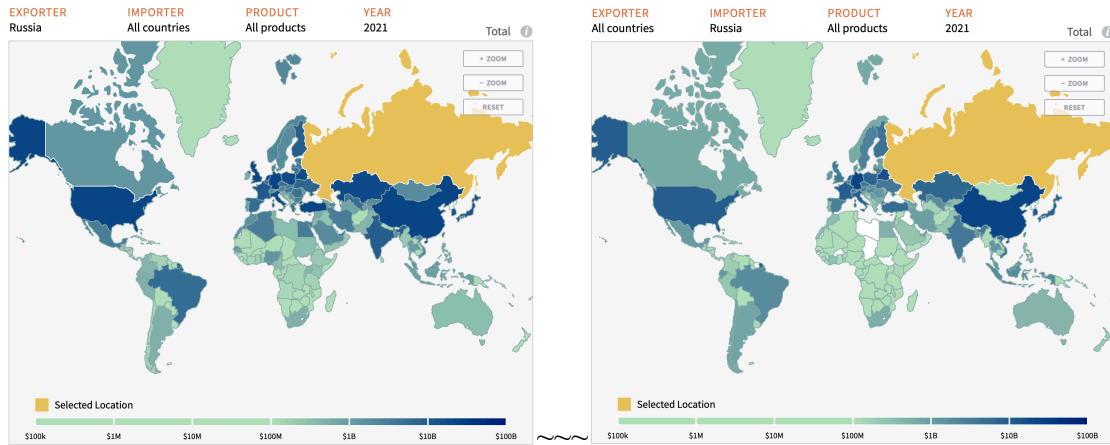 EXPORTER IMPORTER PRODUCT YEAR
Russia All countries All products 2021
Total i
+ ZOOM
− ZOOM
RESET
Selected Location
$100k $1M $10M $100M $1B $10B $100B
~~~
EXPORTER IMPORTER PRODUCT YEAR
All countries Russia All products 2021
Total i
+ ZOOM
− ZOOM
RESET
Selected Location
$100k $1M $10M $100M $1B $10B $100B